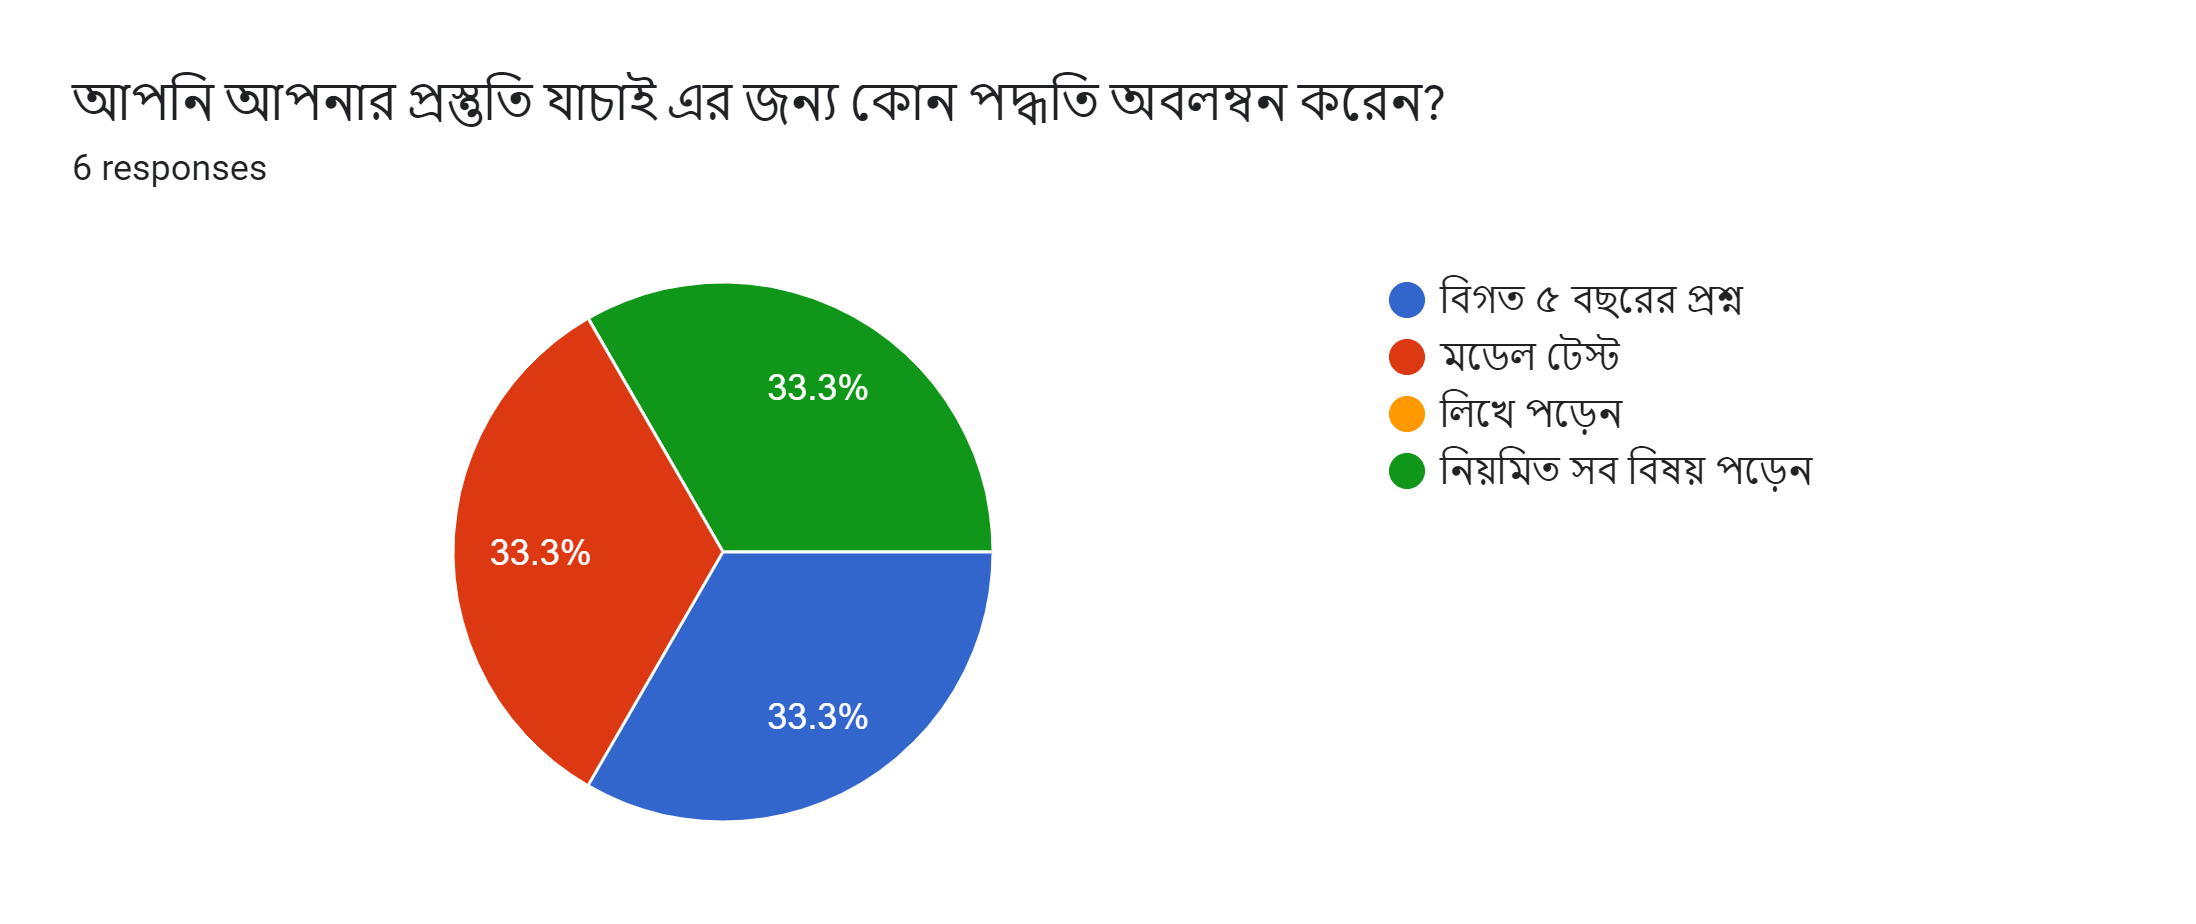 আপনি আপনার প্রস্তুতি যাচাই এর জন্য কোন পদ্ধতি অবলম্বন করেন?
6 responses
33.3%
33.3%
33.3%
বিগত ৫ বছরের প্রশ্ন
মডেল টেস্ট
লিখে পড়েন
নিয়মিত সব বিষয় পড়েন